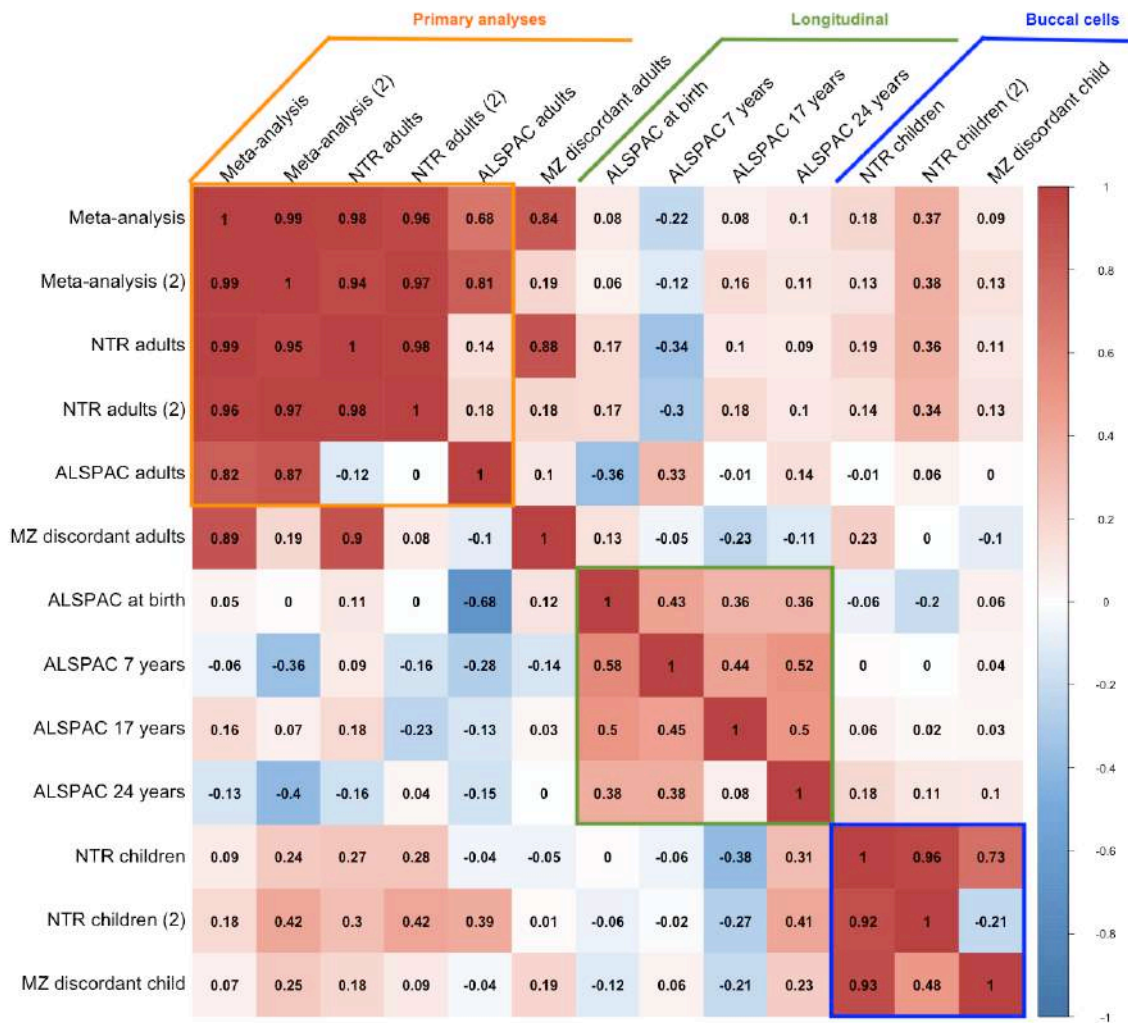 Primary analyses Longitudinal Buccal cells
Meta-analysis Meta-analysis (2) NTR adults NTR adults (2) ALSPAC adults MZ discordant adults ALSPAC at birth ALSPAC 7 years ALSPAC 17 years ALSPAC 24 years NTR children NTR children (2) MZ discordant child
Meta-analysis 1 0.99 0.98 0.96 0.68 0.84 0.08 -0.22 0.08 0.1 0.18 0.37 0.09
Meta-analysis (2) 0.99 1 0.94 0.97 0.81 0.19 0.06 -0.12 0.16 0.11 0.13 0.38 0.13
NTR adults 0.99 0.95 1 0.98 0.14 0.88 0.17 -0.34 0.1 0.09 0.19 0.36 0.11
NTR adults (2) 0.96 0.97 0.98 1 0.18 0.18 0.17 -0.3 0.18 0.1 0.14 0.34 0.13
ALSPAC adults 0.82 0.87 -0.12 0 1 0.1 -0.36 0.33 -0.01 0.14 -0.01 0.06 0
MZ discordant adults 0.89 0.19 0.9 0.08 -0.1 1 0.13 -0.05 -0.23 -0.11 0.23 0 -0.1
ALSPAC at birth 0.05 0 0.11 0 -0.68 0.12 1 0.43 0.36 0.36 -0.06 -0.2 0.06
ALSPAC 7 years -0.06 -0.36 0.09 -0.16 -0.28 -0.14 0.58 1 0.44 0.52 0 0 0.04
ALSPAC 17 years 0.16 0.07 0.18 -0.23 -0.13 0.03 0.5 0.45 1 0.5 0.06 0.02 0.03
ALSPAC 24 years -0.13 -0.4 -0.16 0.04 -0.15 0 0.38 0.38 0.08 1 0.18 0.11 0.1
NTR children 0.09 0.24 0.27 0.28 -0.04 -0.05 0 -0.06 -0.38 0.31 1 0.96 0.73
NTR children (2) 0.18 0.42 0.3 0.42 0.39 0.01 -0.06 -0.02 -0.27 0.41 0.92 1 -0.21
MZ discordant child 0.07 0.25 0.18 0.09 -0.04 0.19 -0.12 0.06 -0.21 0.23 0.93 0.48 1
1
0.8
0.6
0.4
0.2
0
-0.2
-0.4
-0.6
-0.8
-1